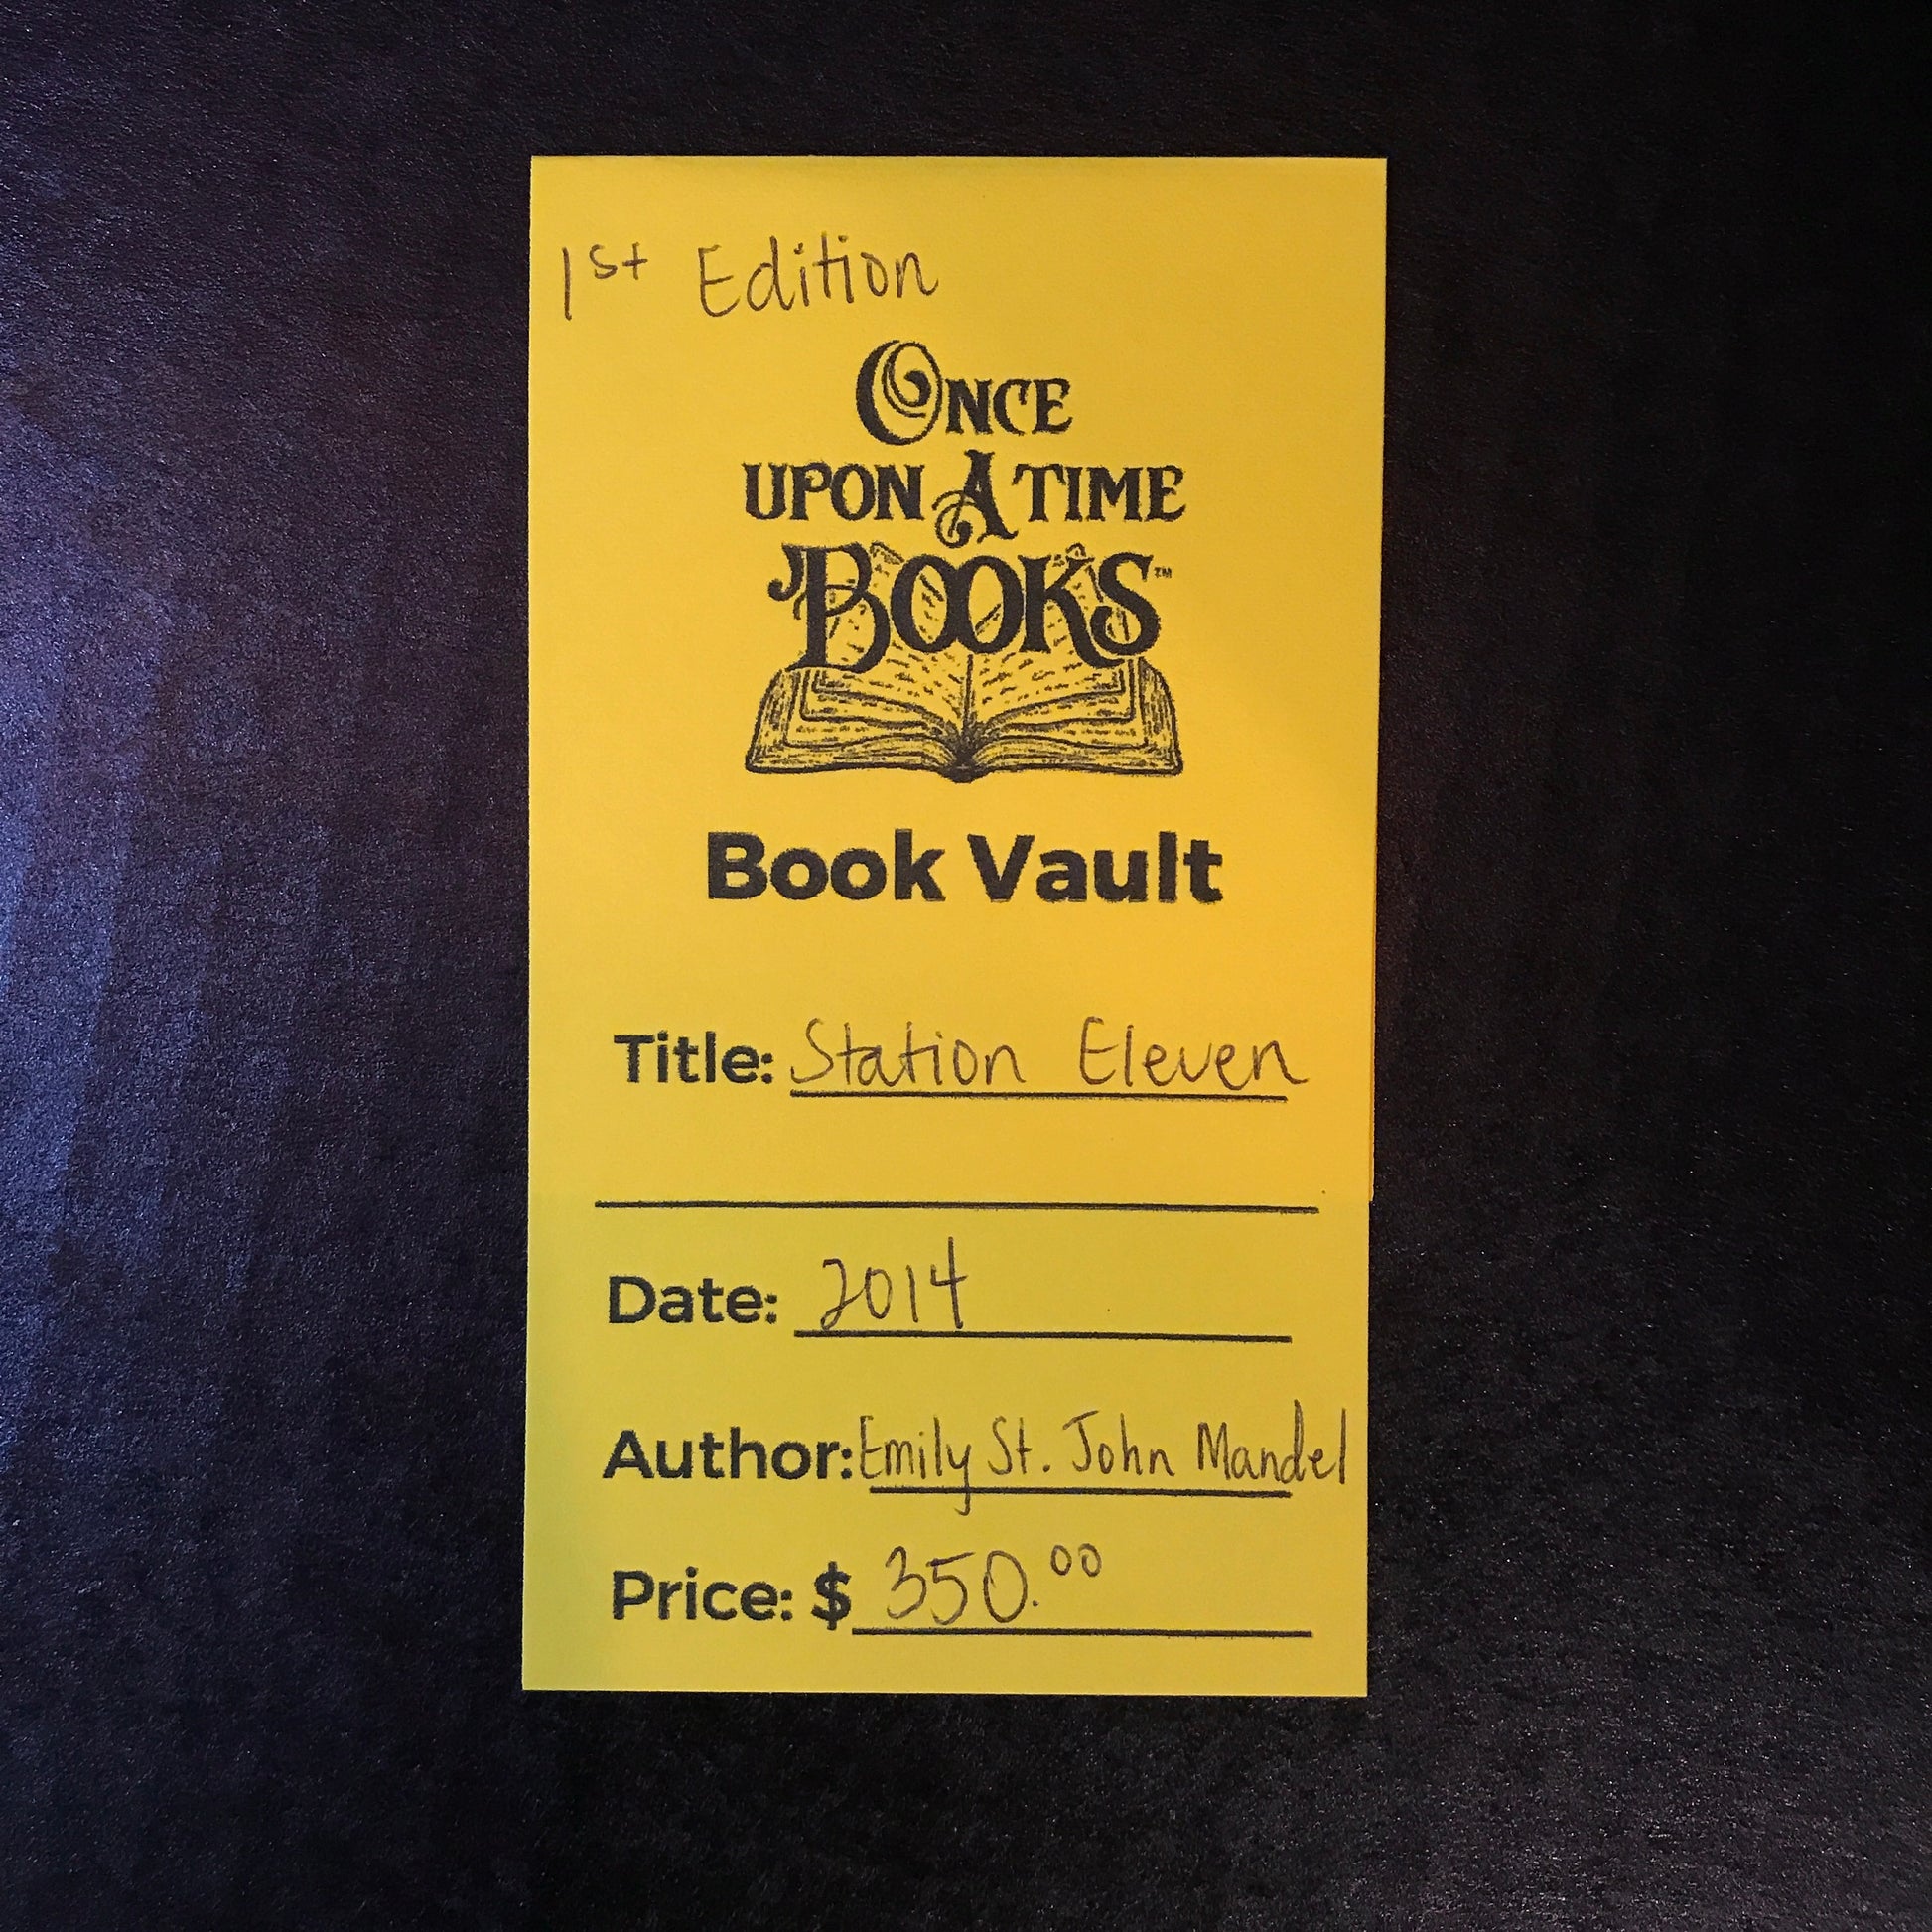 1st Edition
ONCE
UPON A TIME
BOOKS™
Book Vault
Title: Station Eleven
Date: 2014
Author: Emily St. John Mandel
Price: $ 350.00